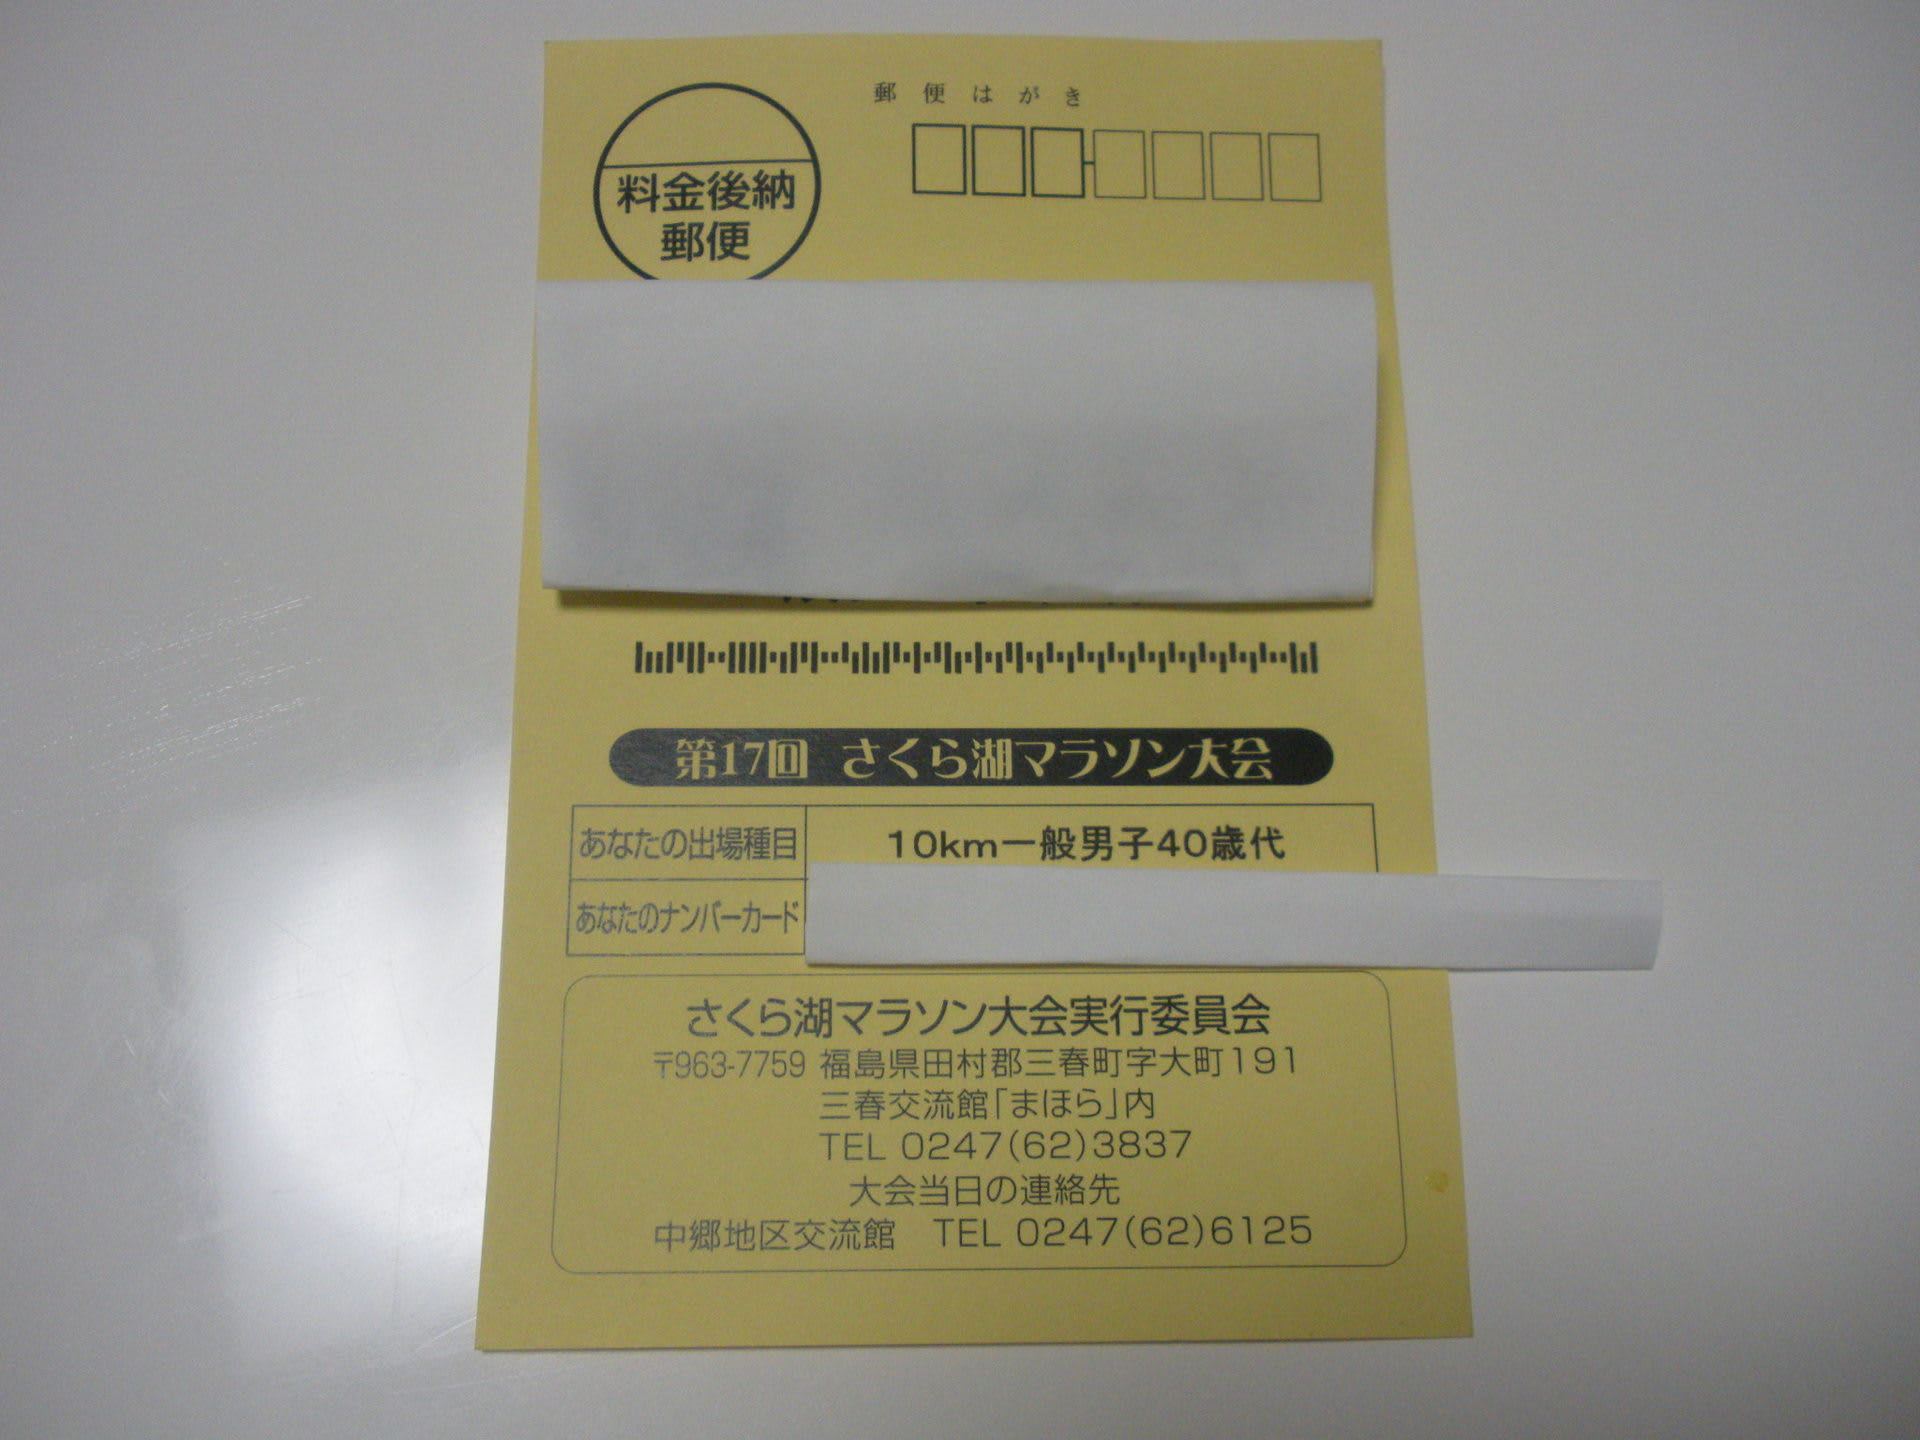 郵便はがき
料金後納
郵便
第17回 さくら湖マラソン大会
あなたの出場種目 10km一般男子40歳代
あなたのナンバーカード
さくら湖マラソン大会実行委員会
〒963-7759 福島県田村郡三春町字大町191
三春交流館「まほら」内
TEL 0247(62)3837
大会当日の連絡先
中郷地区交流館 TEL 0247(62)6125